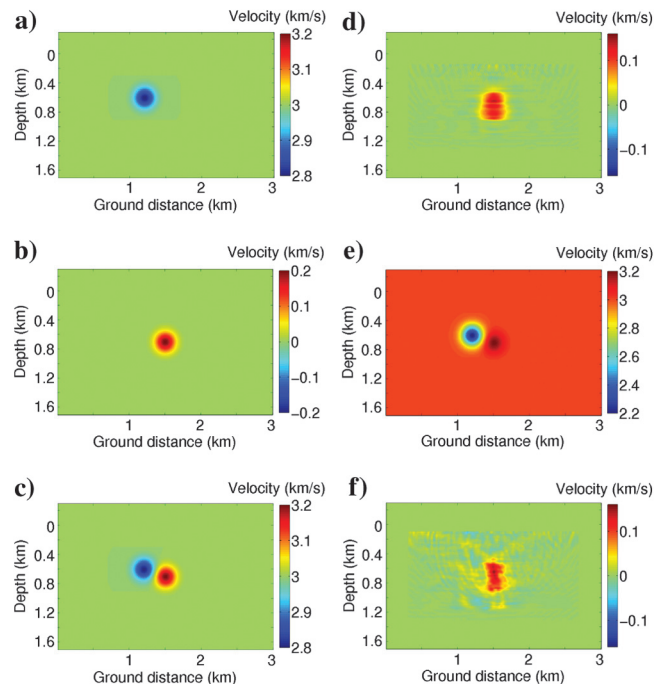 a)
Velocity (km/s)
3.2
3.1
3
2.9
2.8
0
0.4
0.8
1.2
1.6
Depth (km)
1 2 3
Ground distance (km)
d)
Velocity (km/s)
0.1
0
−0.1
0
0.4
0.8
1.2
1.6
Depth (km)
1 2 3
Ground distance (km)
b)
Velocity (km/s)
0.2
0.1
0
−0.1
−0.2
0
0.4
0.8
1.2
1.6
Depth (km)
1 2 3
Ground distance (km)
e)
Velocity (km/s)
3.2
3
2.8
2.6
2.4
2.2
0
0.4
0.8
1.2
1.6
Depth (km)
1 2 3
Ground distance (km)
c)
Velocity (km/s)
3.2
3.1
3
2.9
2.8
0
0.4
0.8
1.2
1.6
Depth (km)
1 2 3
Ground distance (km)
f)
Velocity (km/s)
0.1
0
−0.1
0
0.4
0.8
1.2
1.6
Depth (km)
1 2 3
Ground distance (km)